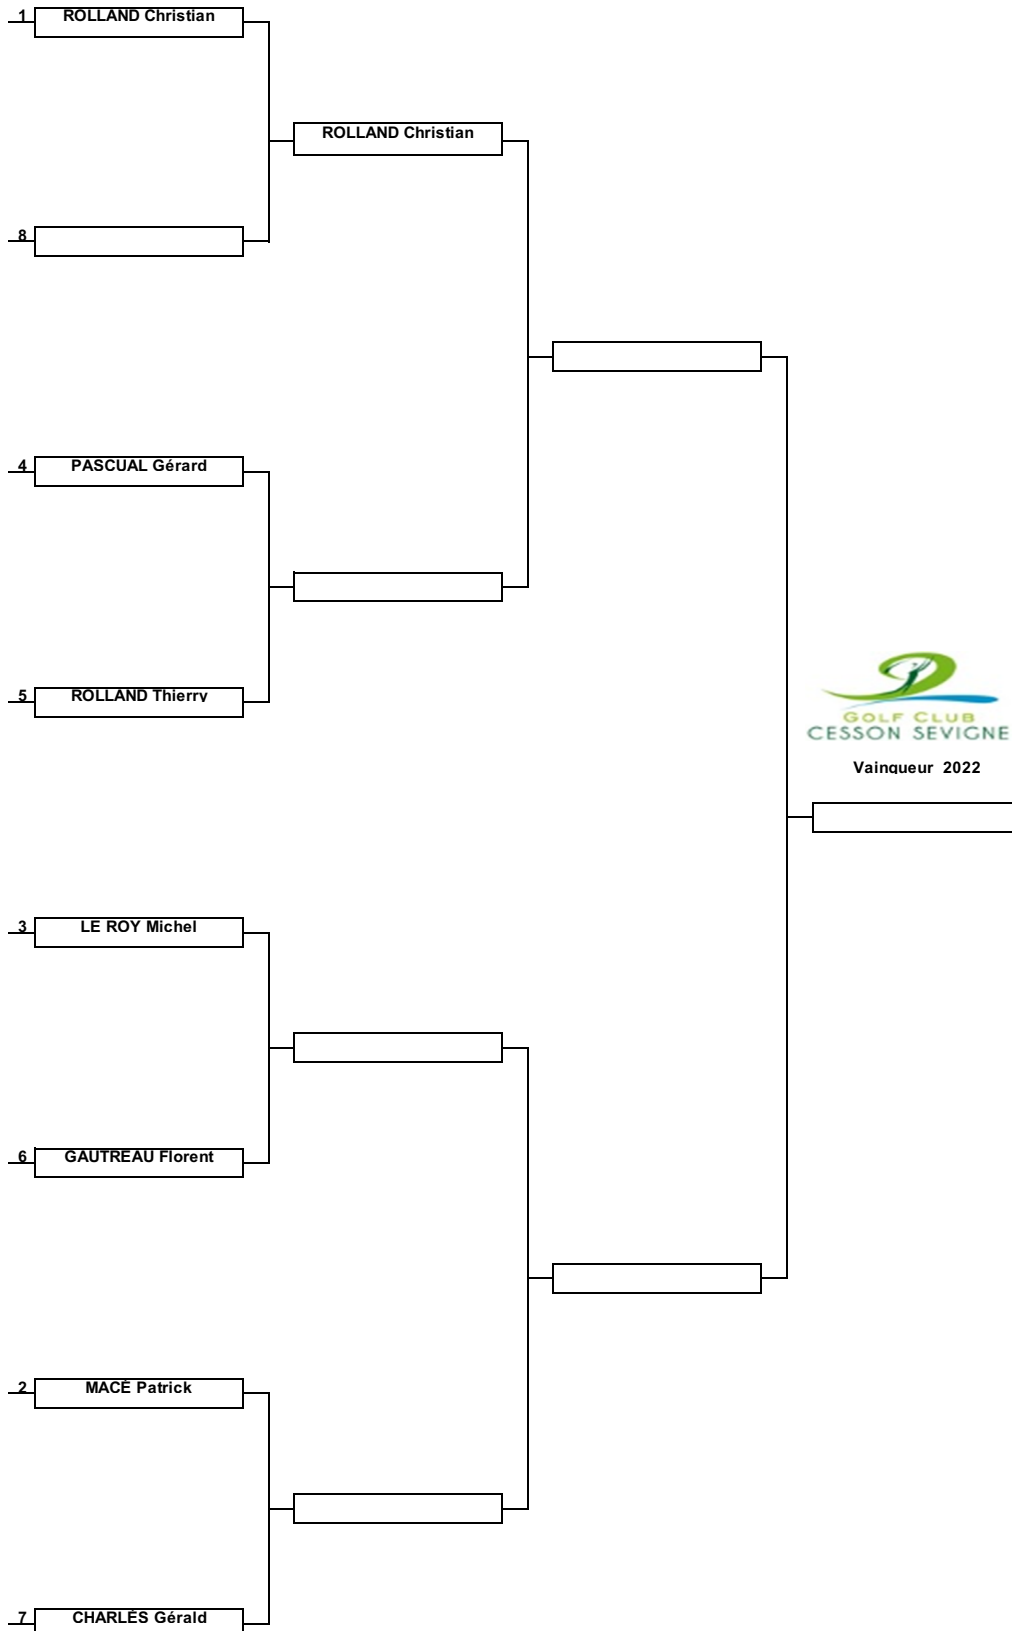 1 ROLLAND Christian
ROLLAND Christian
8
4 PASCUAL Gérard
5 ROLLAND Thierry
GOLF CLUB
CESSON SEVIGNE
Vainqueur 2022
3 LE ROY Michel
6 GAUTREAU Florent
2 MACÉ Patrick
7 CHARLÉS Gérald